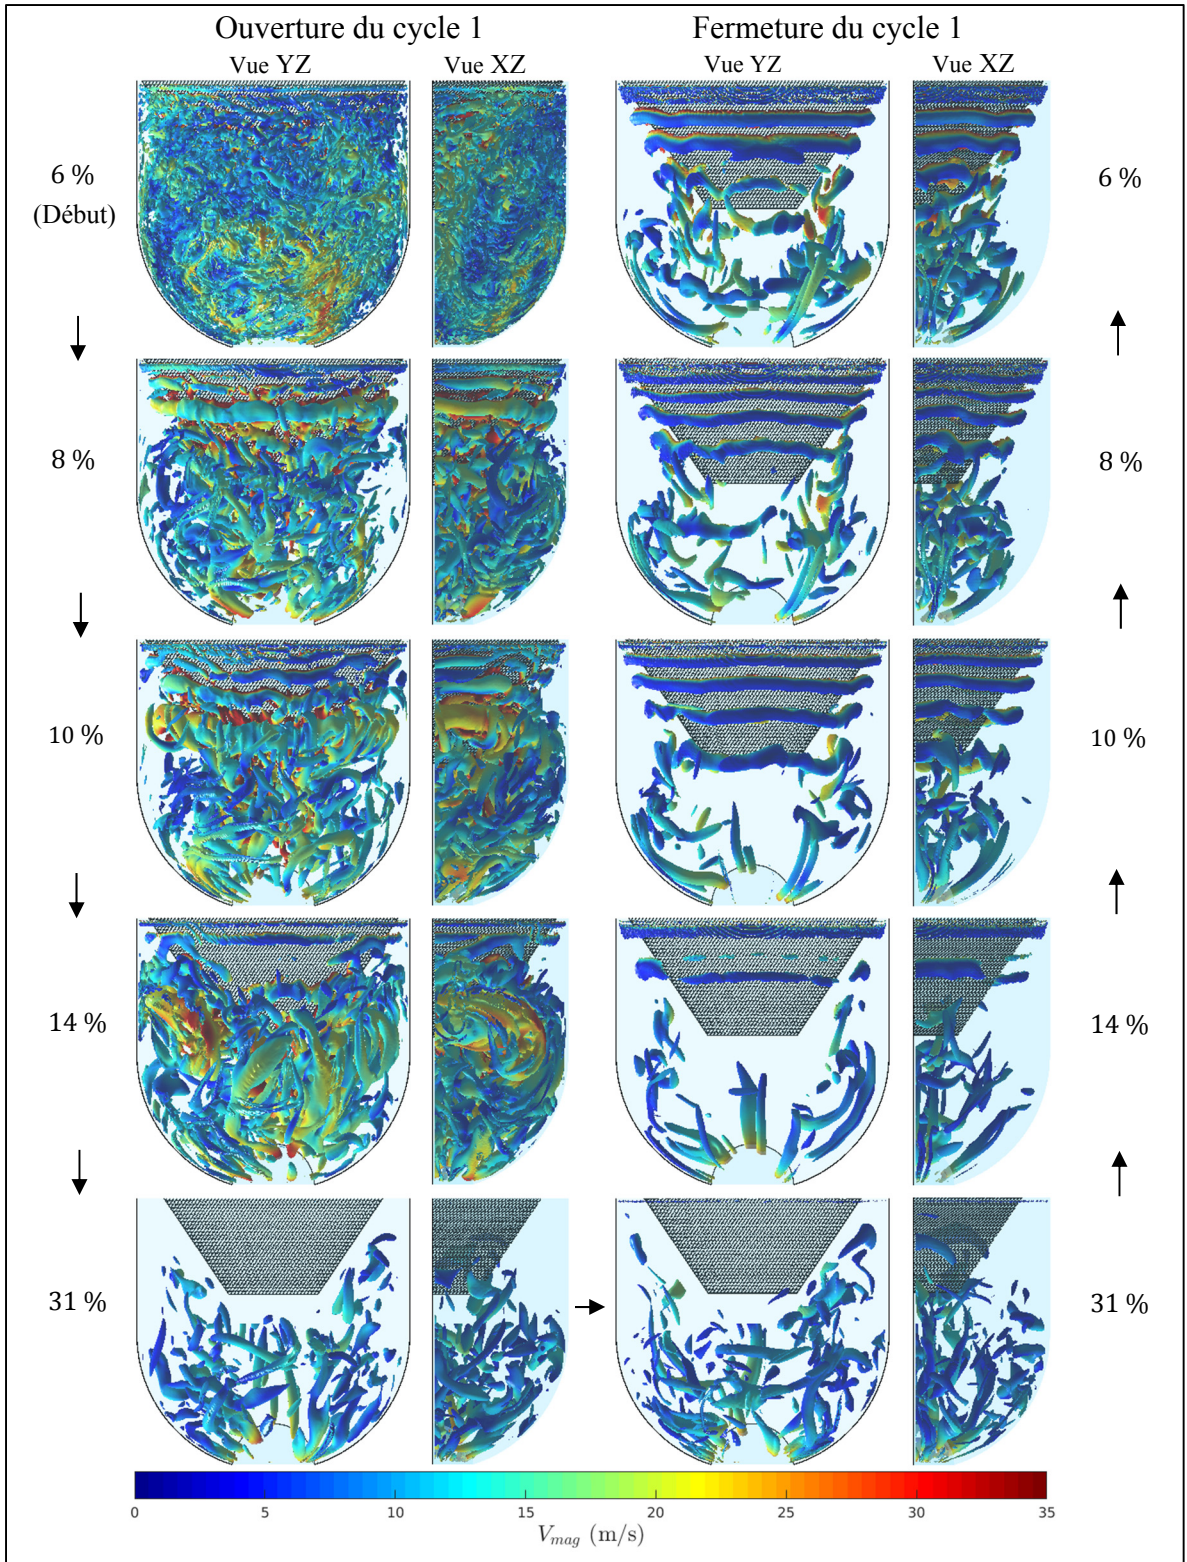 Ouverture du cycle 1
Fermeture du cycle 1
Vue YZ
Vue XZ
Vue YZ
Vue XZ
6 %
(Début)
6 %
8 %
8 %
10 %
10 %
14 %
14 %
31 %
31 %
0 5 10 15 20 25 30 35
V_mag (m/s)